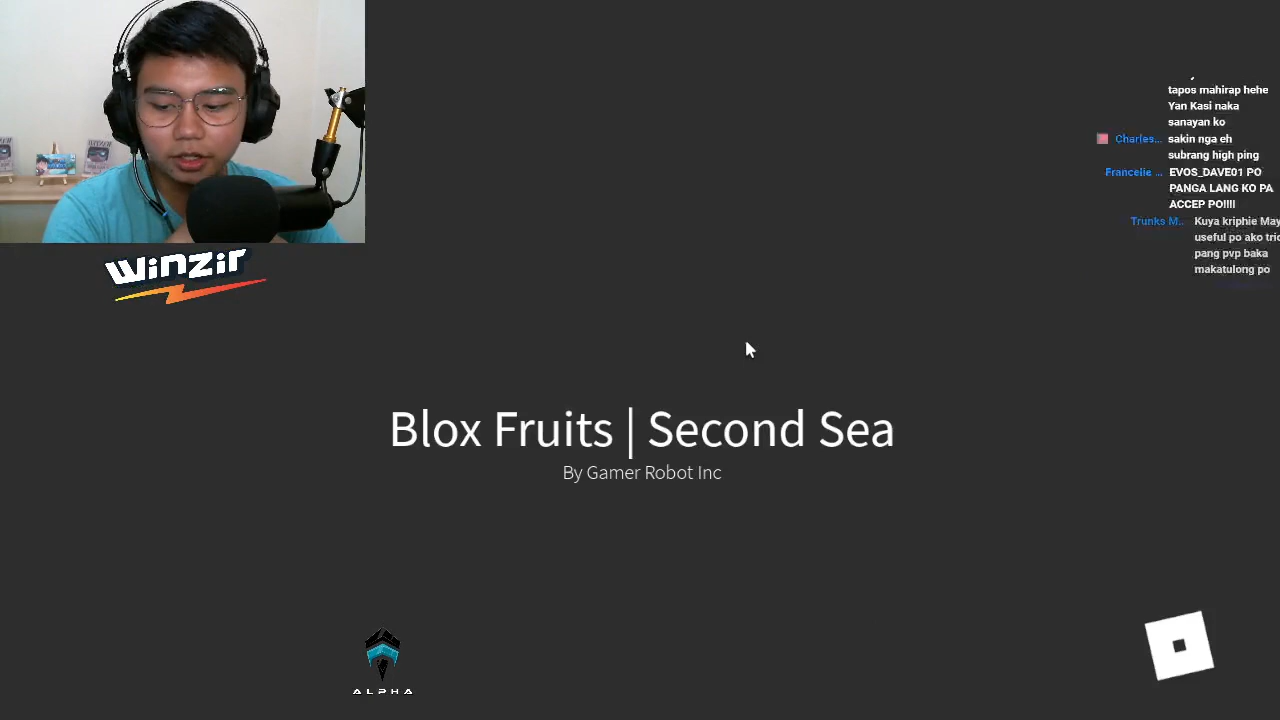 tapos mahirap hehe
Yan Kasi naka
sanayan ko
Charles... sakin nga eh
subrang high ping
Francelie ... EVOS_DAVE01 PO
PANGA LANG KO PA
ACCEP PO!!!!
Trunks M.. Kuya kriphie May
useful po ako tric
pang pvp baka
makatulong po
Winzir
Blox Fruits | Second Sea
By Gamer Robot Inc
ALPHA